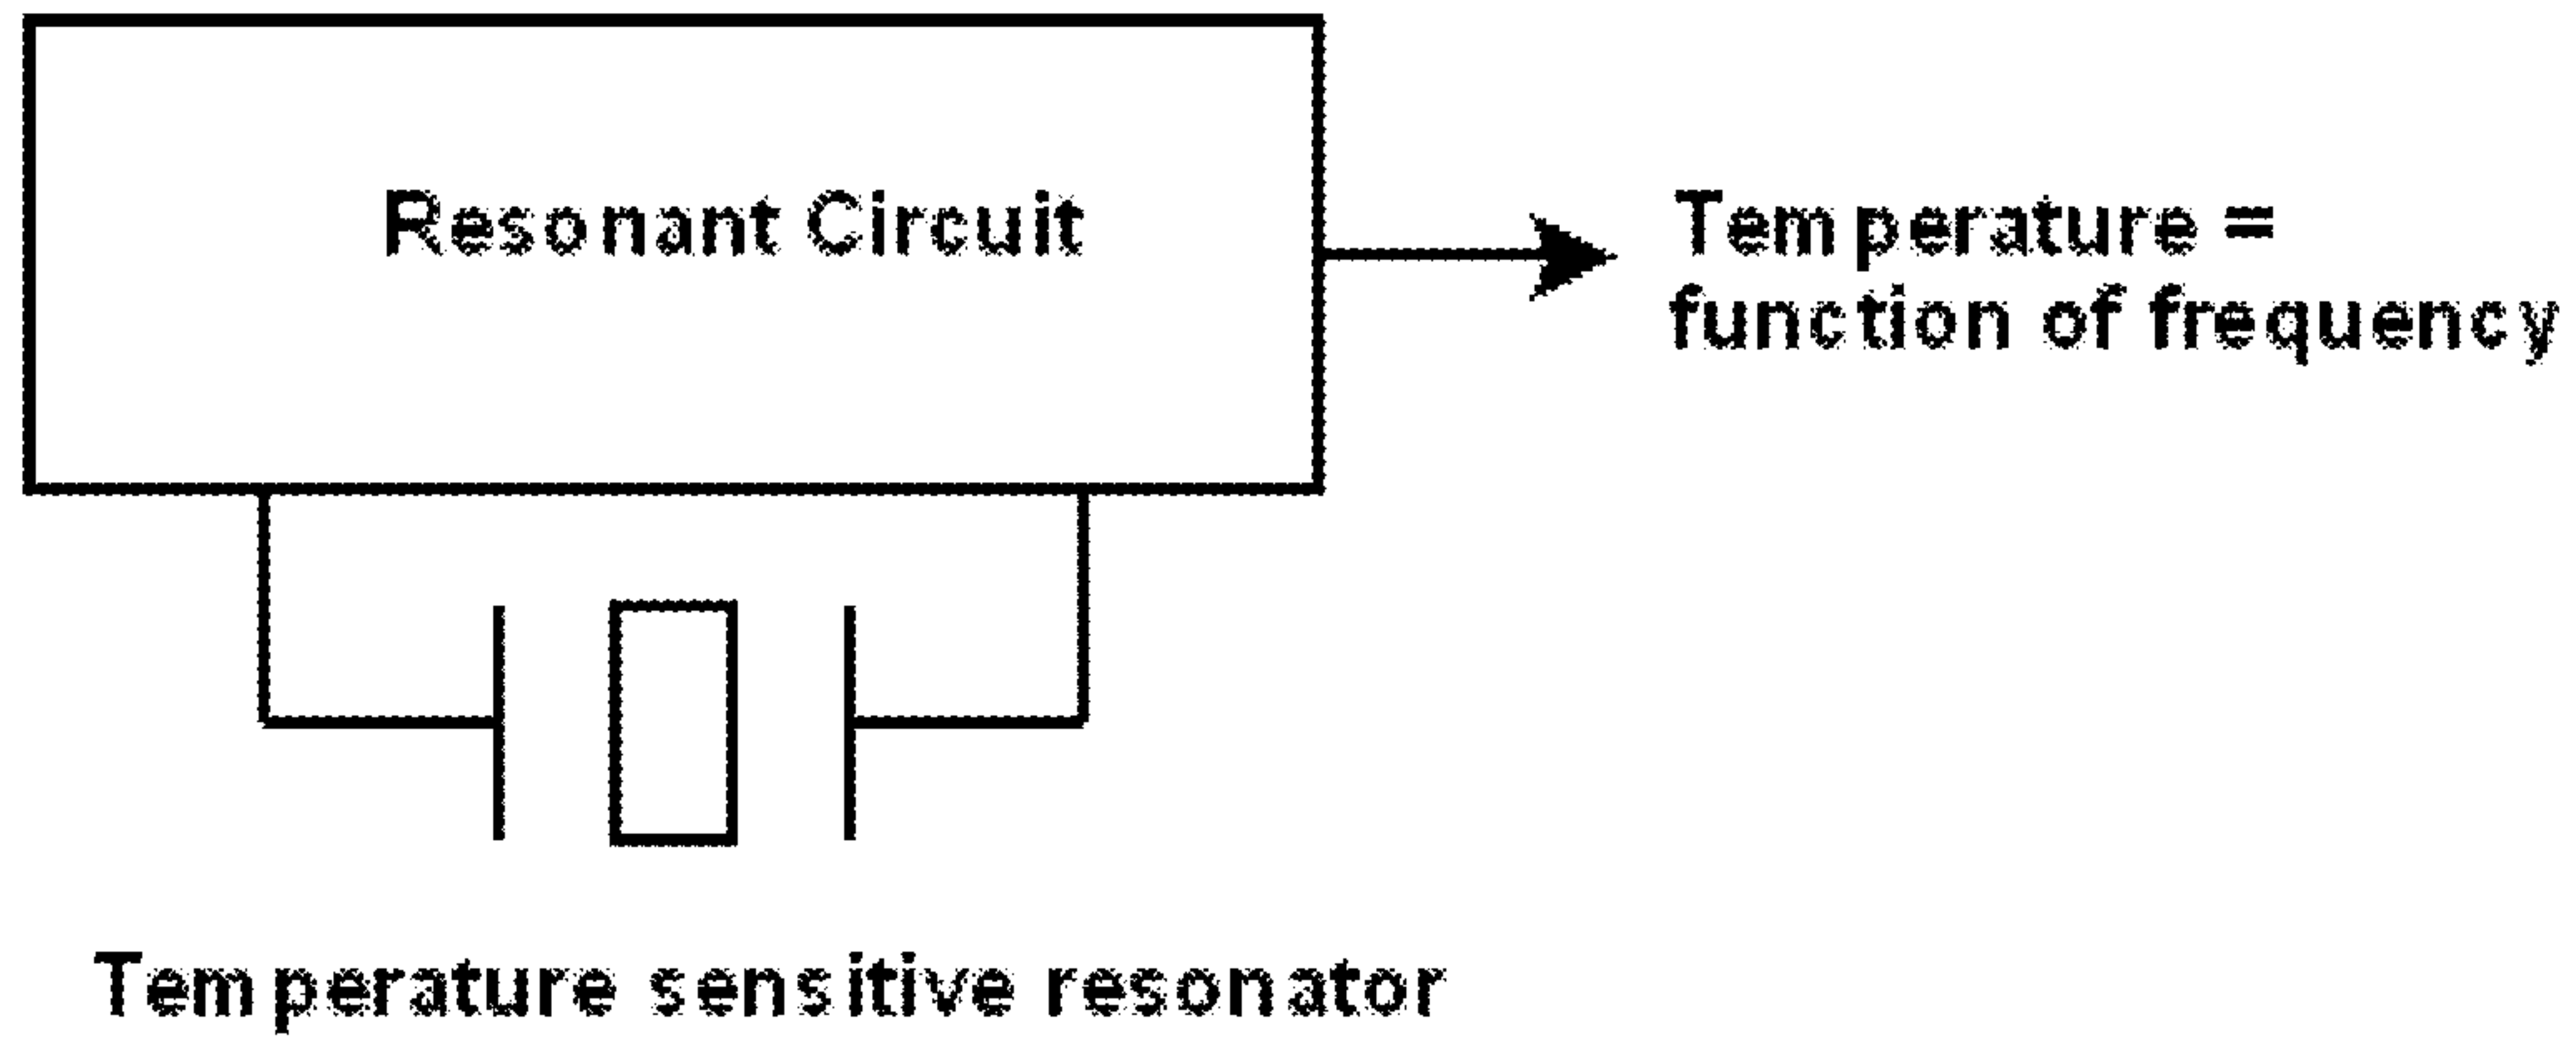 Resonant Circuit
Temperature =
function of frequency
Temperature sensitive resonator